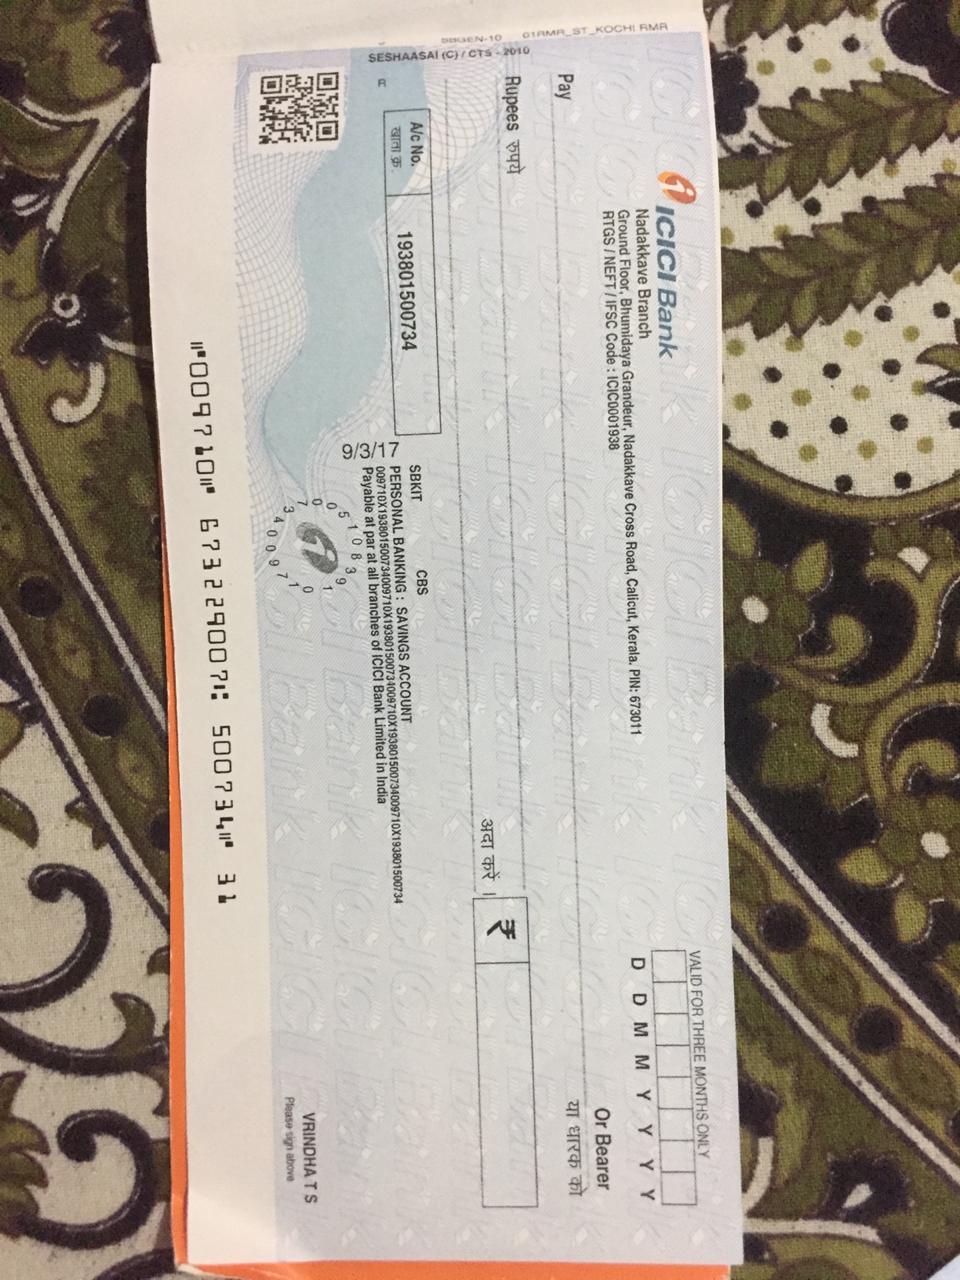 SBGEN-10 01RMR_ST_KOCHI RMR
SESHAASAI (C) / CTS - 2010
ICICI Bank
Nadakkave Branch
Ground Floor, Bhumidaya Grandeur, Nadakkave Cross Road, Calicut, Kerala. PIN: 673011
RTGS / NEFT / IFSC Code : ICIC0001938
VALID FOR THREE MONTHS ONLY
D D M M Y Y Y Y
Pay
Or Bearer
या धारक को
Rupees रुपये
अदा करें ।
₹
A/c No.
खाता क्र.
193801500734
SBKIT CBS
PERSONAL BANKING : SAVINGS ACCOUNT
009710X193801500734009710X193801500734009710X193801500734009710X193801500734
Payable at par at all branches of ICICI Bank Limited in India
9/3/17
VRINDHA T S
Please sign above
⑈009710⑈ 673229007⑆ 500734⑈ 31